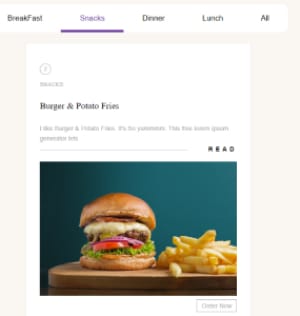 BreakFast Snacks Dinner Lunch All
SNACKS
Burger & Potato Fries
I like Burger & Potato Fries. It's So yummmm. This free lorem ipsum
generator lets
READ
Order Now